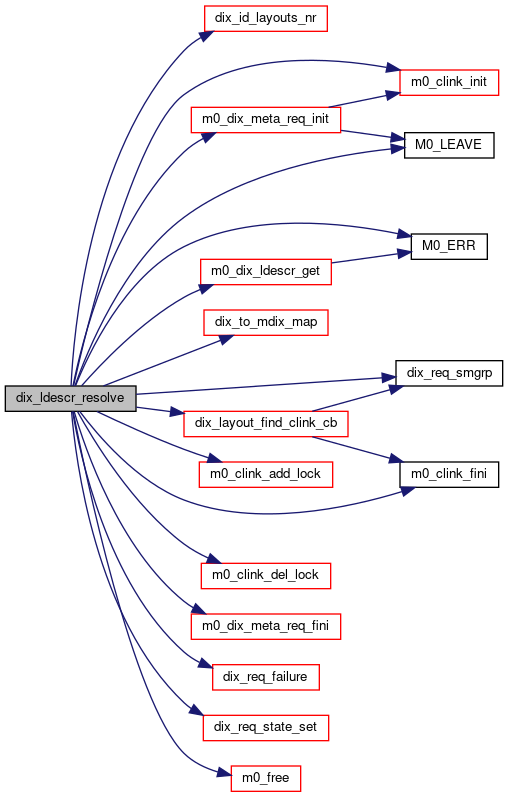 dix_id_layouts_nr
m0_clink_init
m0_dix_meta_req_init
M0_LEAVE
M0_ERR
m0_dix_ldescr_get
dix_to_mdix_map
dix_req_smgrp
dix_ldescr_resolve
dix_layout_find_clink_cb
m0_clink_add_lock
m0_clink_fini
m0_clink_del_lock
m0_dix_meta_req_fini
dix_req_failure
dix_req_state_set
m0_free